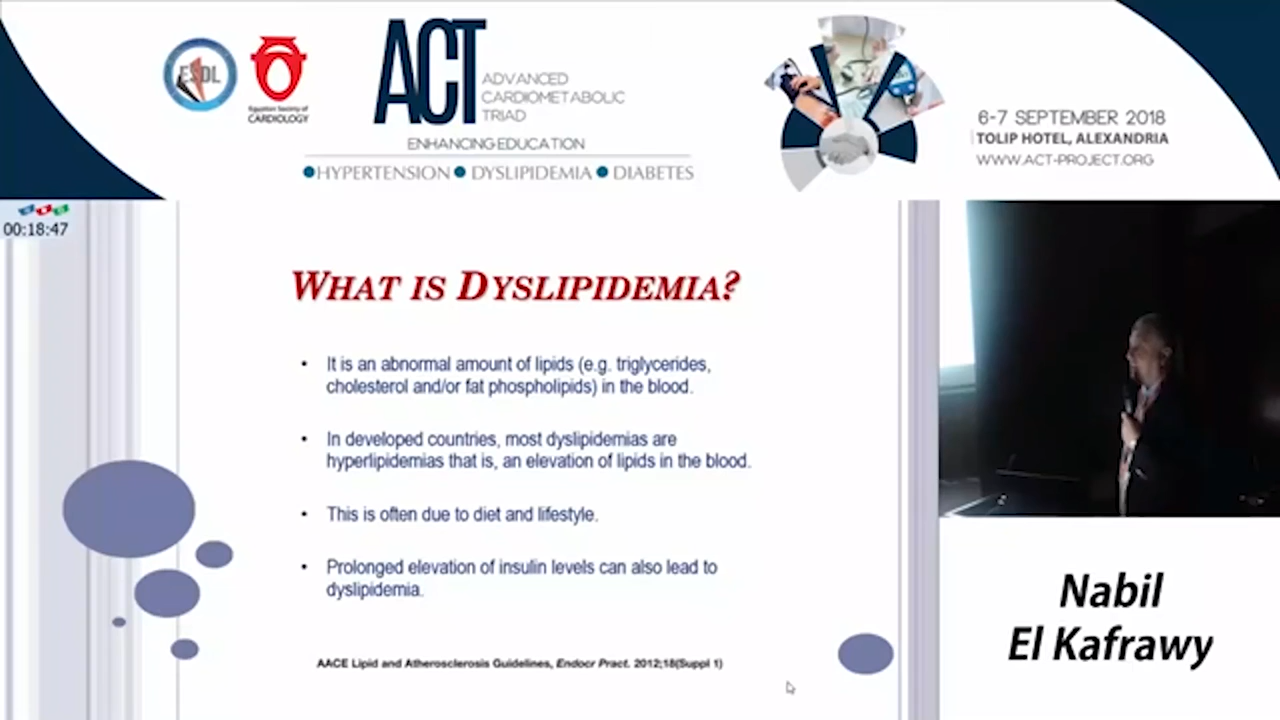 ESDL
Egyptian Society of
CARDIOLOGY
ACT
ADVANCED
CARDIOMETABOLIC
TRIAD
ENHANCING EDUCATION
●HYPERTENSION ● DYSLIPIDEMIA ● DIABETES
6-7 SEPTEMBER 2018
TOLIP HOTEL, ALEXANDRIA
WWW.ACT-PROJECT.ORG
00:18:47
WHAT IS DYSLIPIDEMIA?
• It is an abnormal amount of lipids (e.g. triglycerides,
cholesterol and/or fat phospholipids) in the blood.
• In developed countries, most dyslipidemias are
hyperlipidemias that is, an elevation of lipids in the blood.
• This is often due to diet and lifestyle.
• Prolonged elevation of insulin levels can also lead to
dyslipidemia.
AACE Lipid and Atherosclerosis Guidelines, Endocr Pract. 2012;18(Suppl 1)
Nabil
El Kafrawy